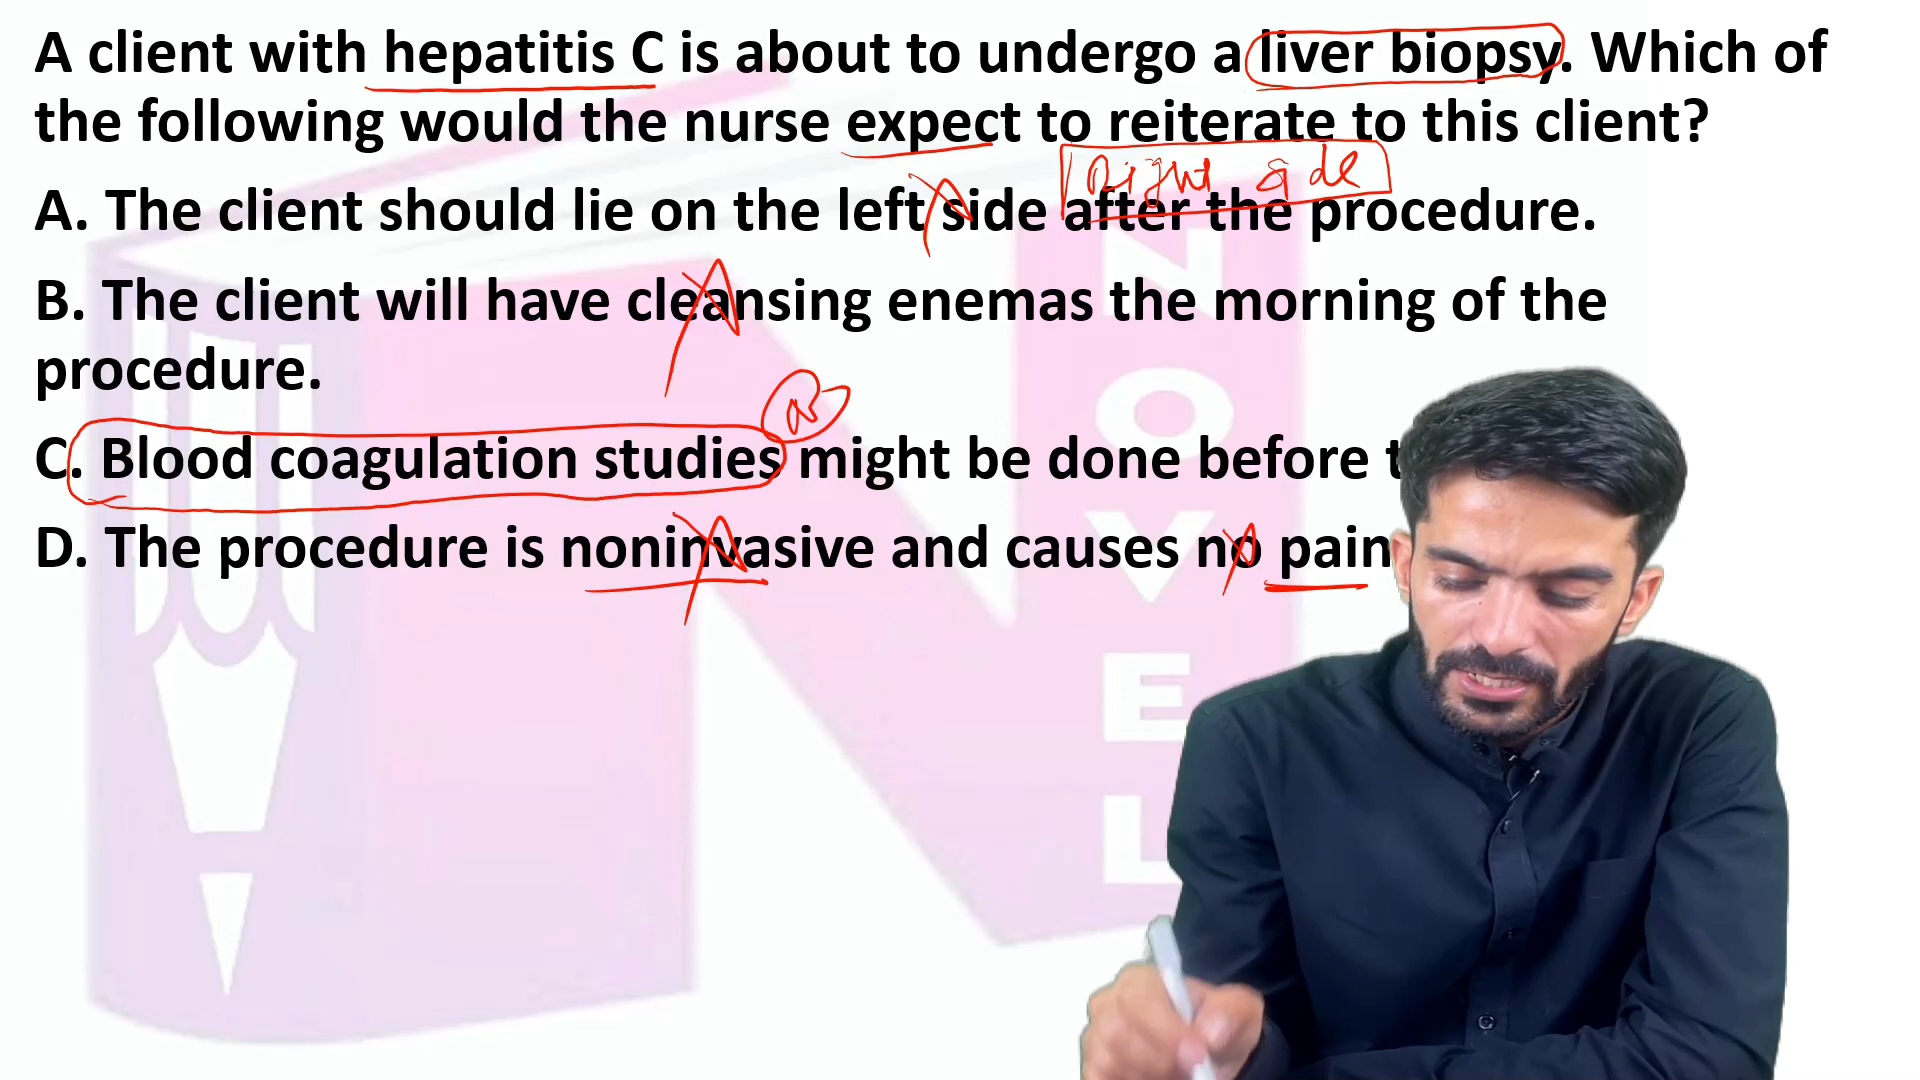 A client with hepatitis C is about to undergo a liver biopsy. Which of
the following would the nurse expect to reiterate to this client?
Right side
A. The client should lie on the left side after the procedure.
B. The client will have cleansing enemas the morning of the
procedure.
C. Blood coagulation studies might be done before
D. The procedure is noninvasive and causes no pain
NOVEL